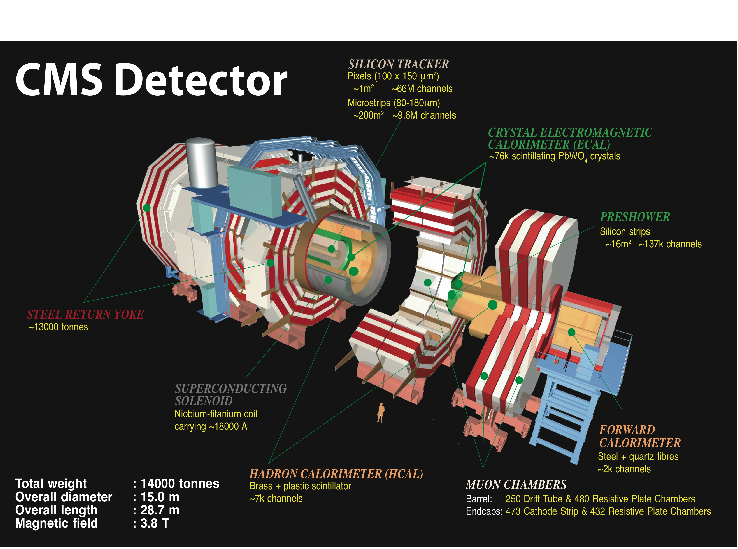 CMS Detector
SILICON TRACKER
Pixels (100 x 150 μm²)
~1m² ~66M channels
Microstrips (80-180μm)
~200m² ~9.6M channels
CRYSTAL ELECTROMAGNETIC
CALORIMETER (ECAL)
~76k scintillating PbWO₄ crystals
PRESHOWER
Silicon strips
~16m² ~137k channels
STEEL RETURN YOKE
~13000 tonnes
SUPERCONDUCTING
SOLENOID
Niobium-titanium coil
carrying ~18000 A
HADRON CALORIMETER (HCAL)
Brass + plastic scintillator
~7k channels
FORWARD
CALORIMETER
Steel + quartz fibres
~2k channels
MUON CHAMBERS
Barrel: 250 Drift Tube & 480 Resistive Plate Chambers
Endcaps: 473 Cathode Strip & 432 Resistive Plate Chambers
Total weight : 14000 tonnes
Overall diameter : 15.0 m
Overall length : 28.7 m
Magnetic field : 3.8 T